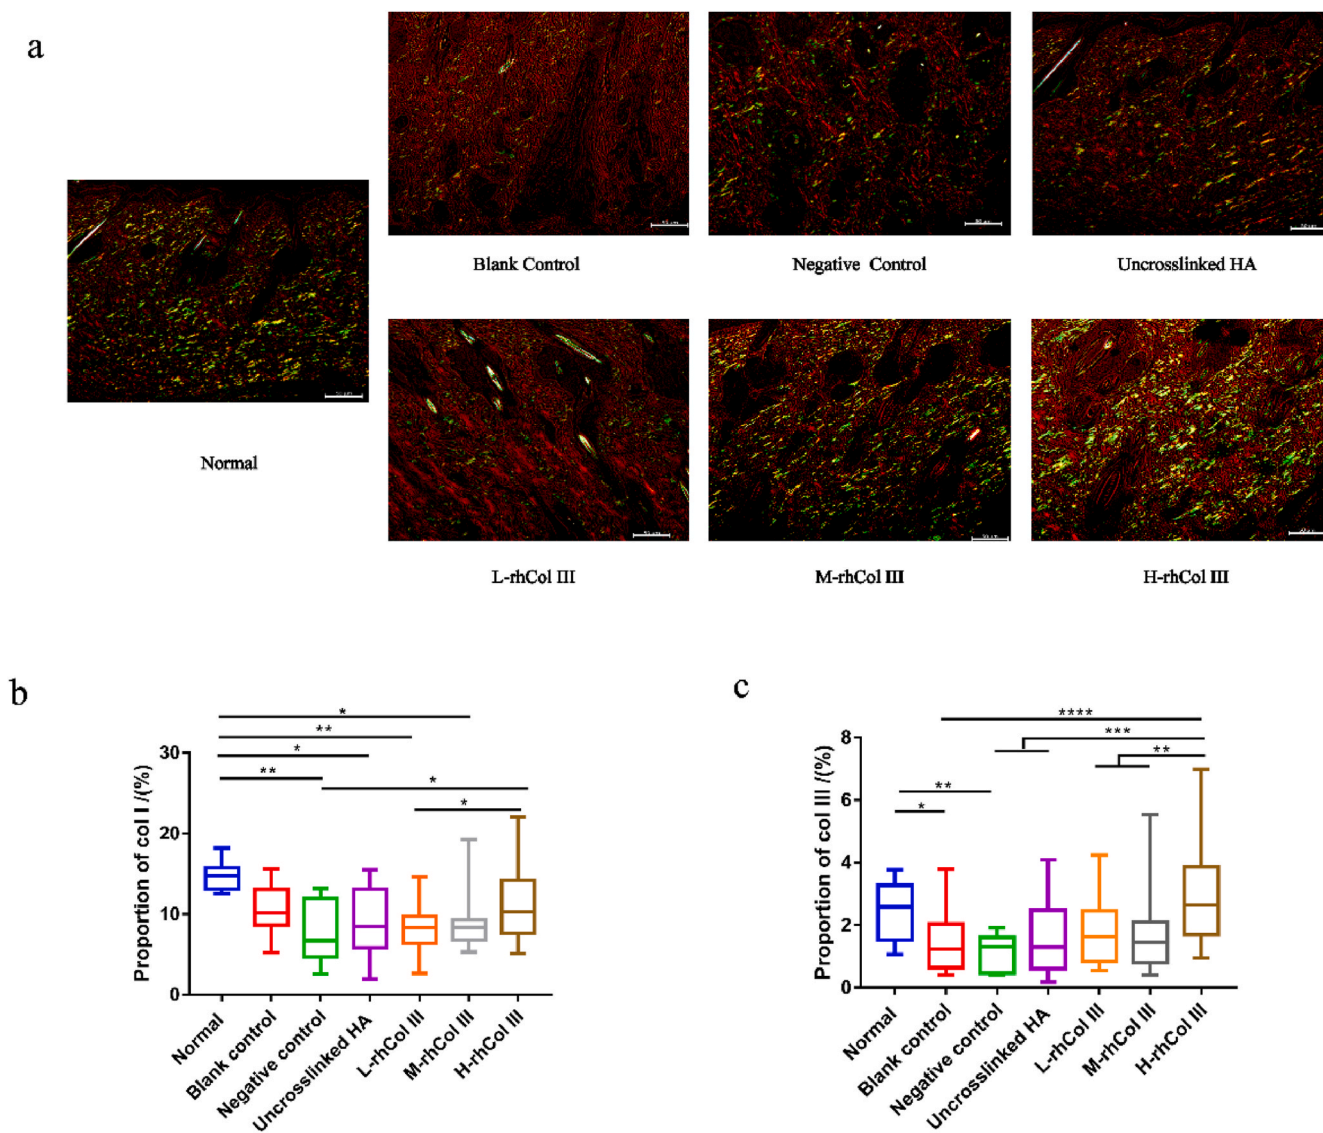 a
Blank Control
Negative Control
Uncrosslinked HA
Normal
L-rhCol III
M-rhCol III
H-rhCol III
b
*
**
*
**
*
*
Proportion of col I /(%)
30
20
10
0
Normal
Blank control
Negative control
Uncrosslinked HA
L-rhCol III
M-rhCol III
H-rhCol III
c
****
***
**
**
*
Proportion of col III /(%)
8
6
4
2
0
Normal
Blank control
Negative control
Uncrosslinked HA
L-rhCol III
M-rhCol III
H-rhCol III